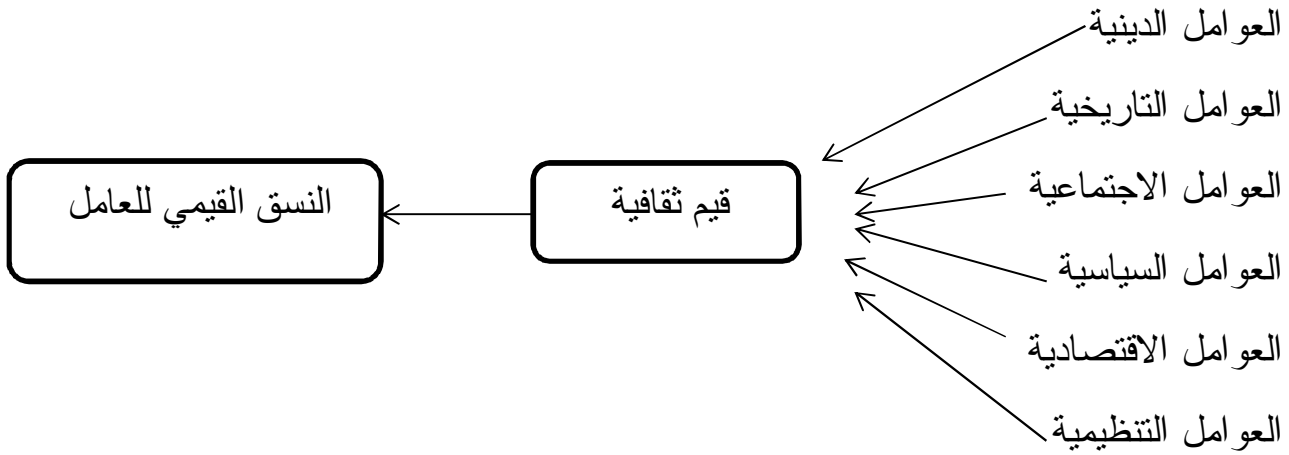 العوامل الدينية
العوامل التاريخية
العوامل الاجتماعية
العوامل السياسية
العوامل الاقتصادية
العوامل التنظيمية
قيم ثقافية
النسق القيمي للعامل